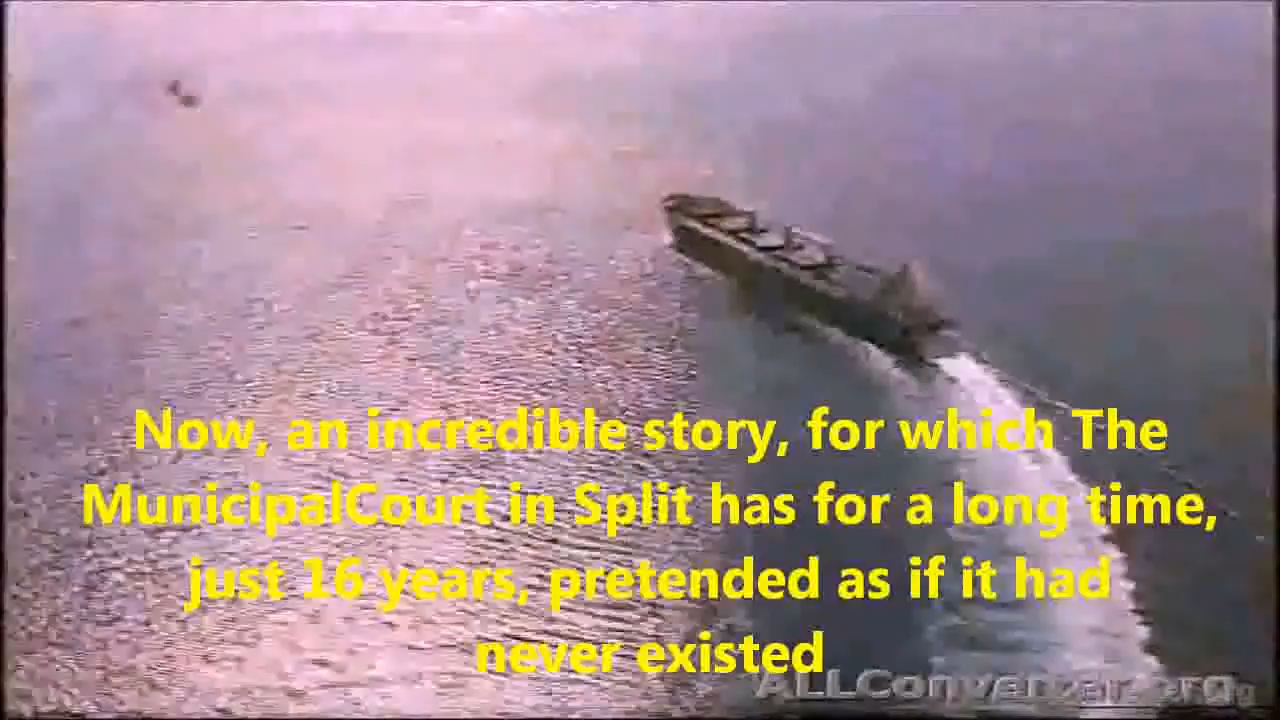 Now, an incredible story, for which The
MunicipalCourt in Split has for a long time,
just 16 years, pretended as if it had
never existed